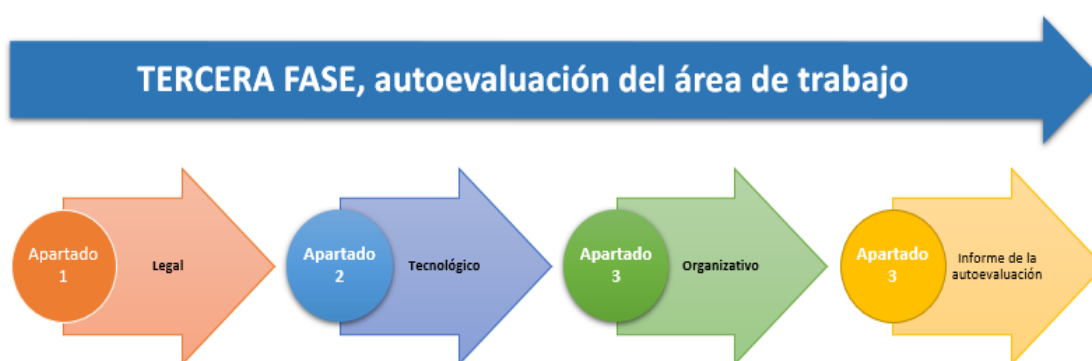 TERCERA FASE, autoevaluación del área de trabajo
Apartado
1
Legal
Apartado
2
Tecnológico
Apartado
3
Organizativo
Apartado
3
Informe de la
autoevaluación